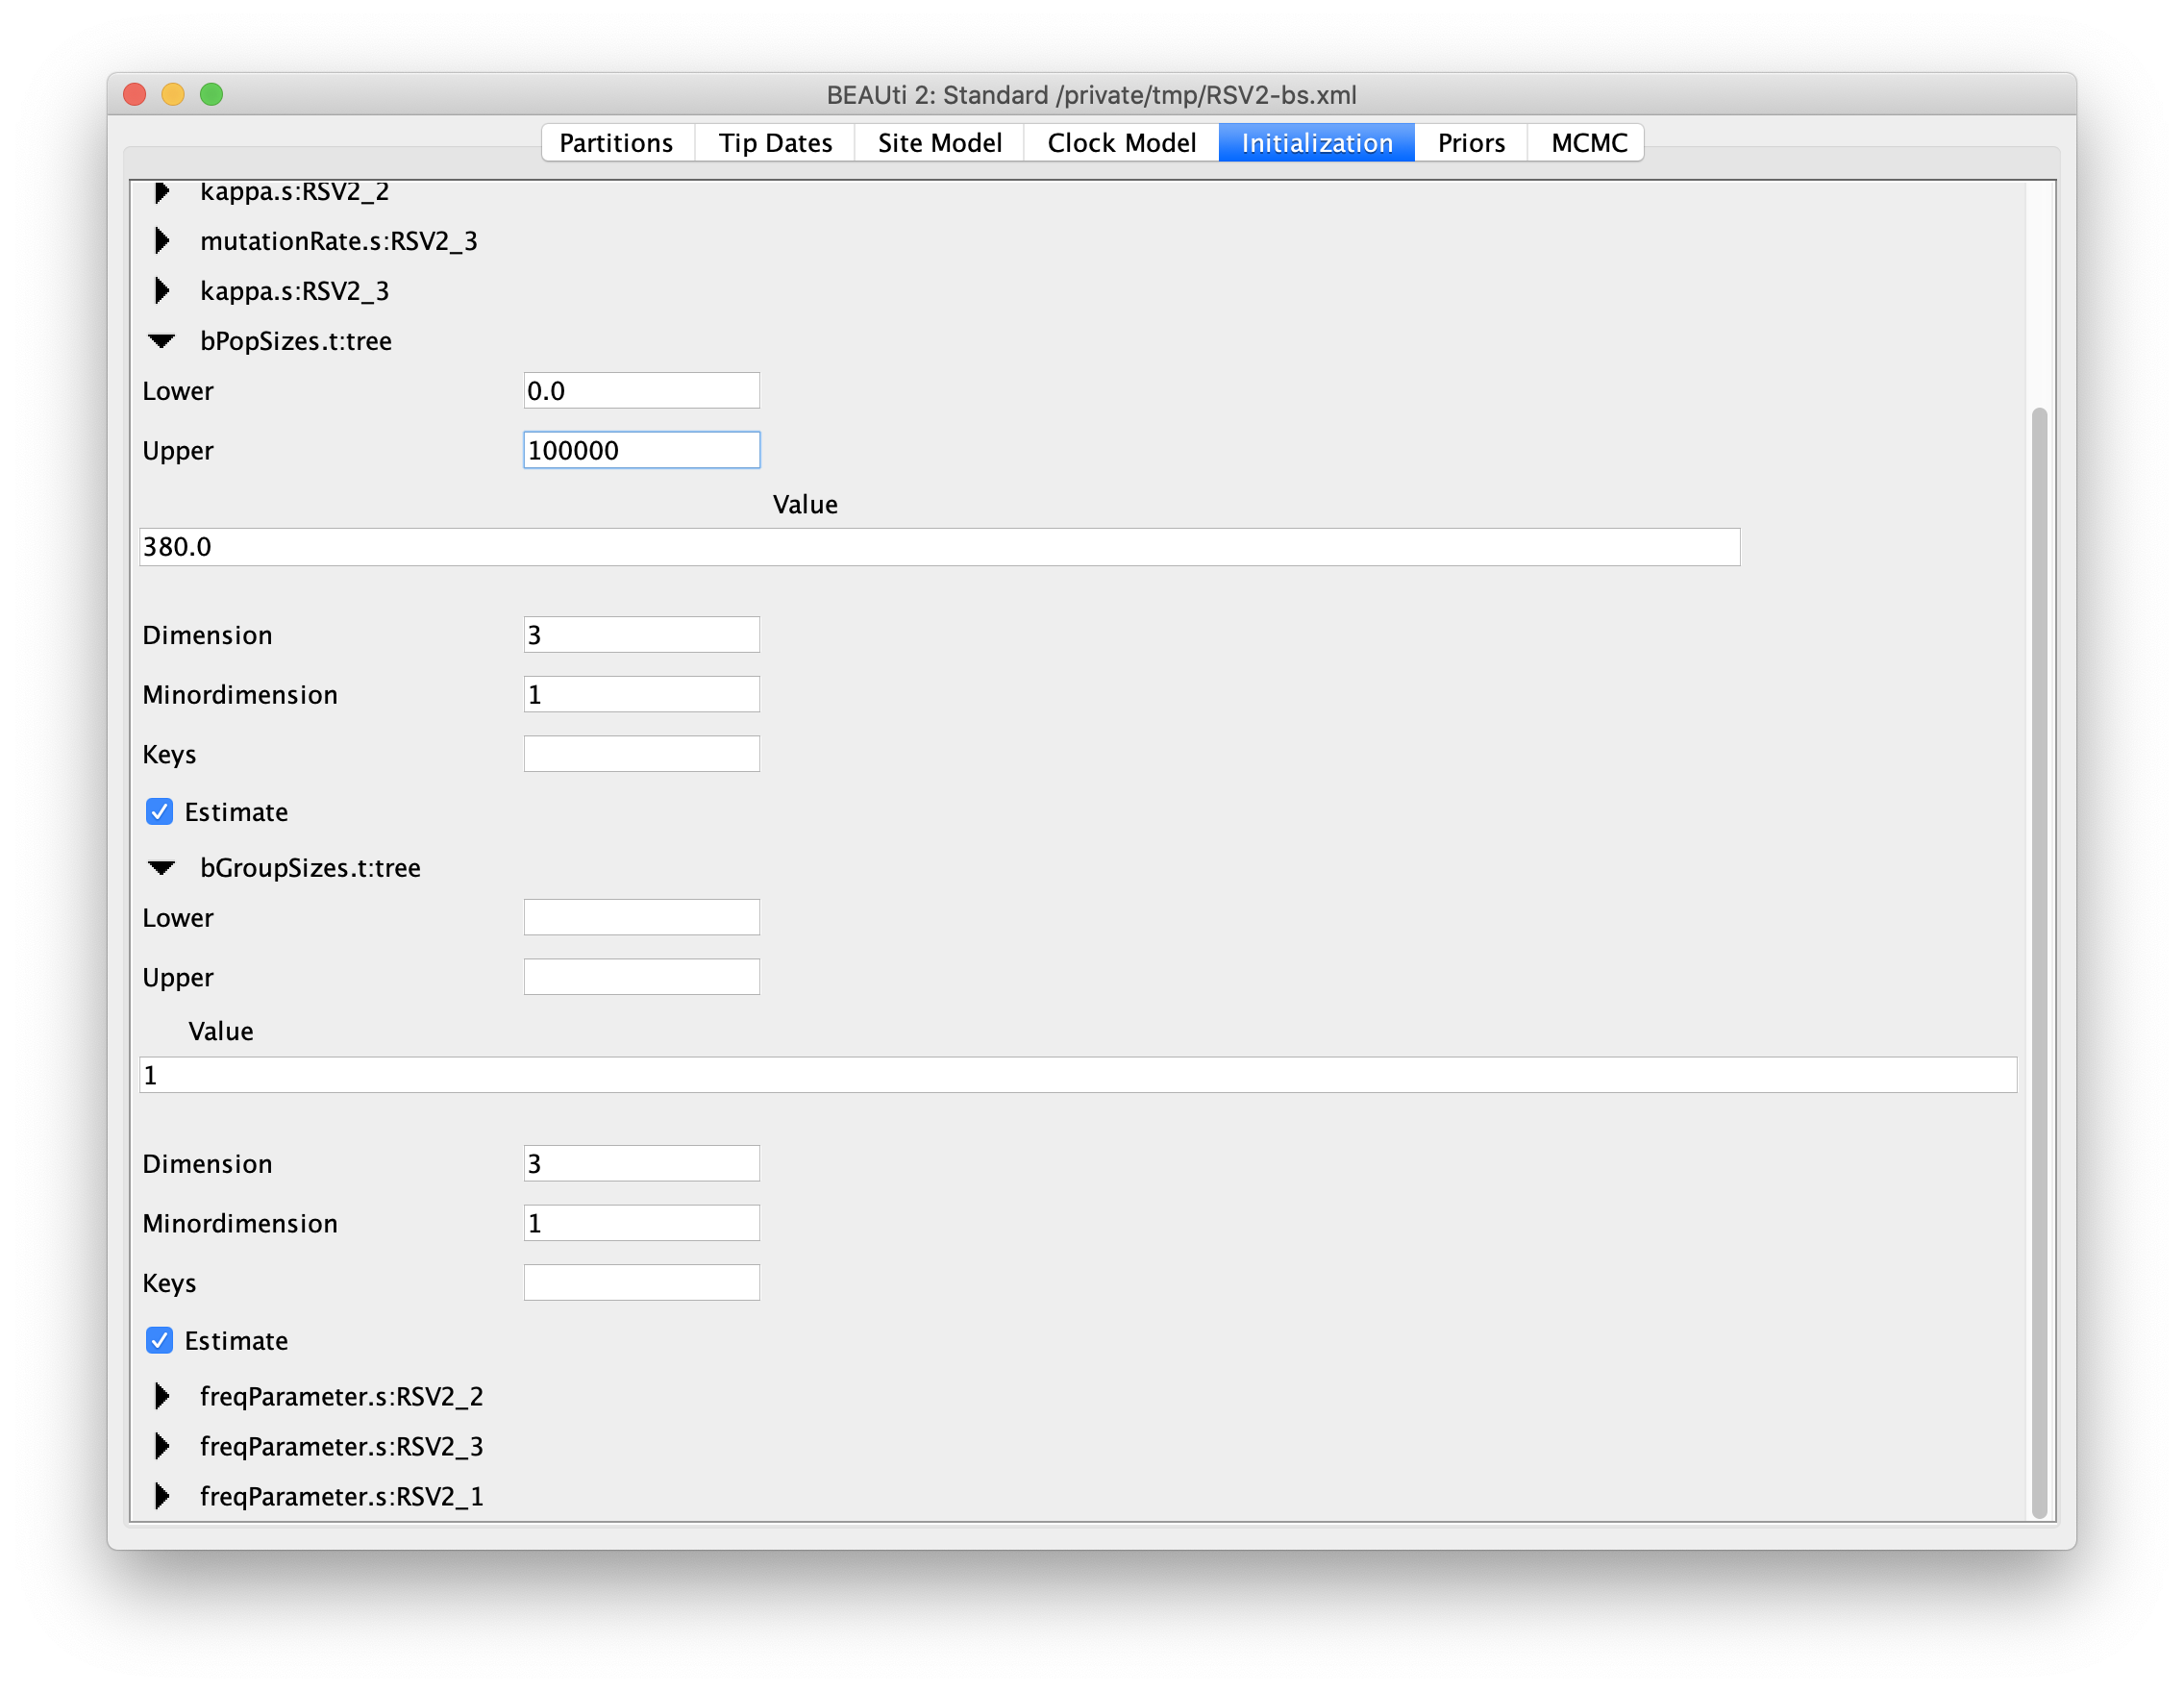 BEAUti 2: Standard /private/tmp/RSV2-bs.xml
Partitions Tip Dates Site Model Clock Model Initialization Priors MCMC
kappa.s:RSV2_2
mutationRate.s:RSV2_3
kappa.s:RSV2_3
bPopSizes.t:tree
Lower 0.0
Upper 100000
Value
380.0
Dimension 3
Minordimension 1
Keys
Estimate
bGroupSizes.t:tree
Lower
Upper
Value
1
Dimension 3
Minordimension 1
Keys
Estimate
freqParameter.s:RSV2_2
freqParameter.s:RSV2_3
freqParameter.s:RSV2_1